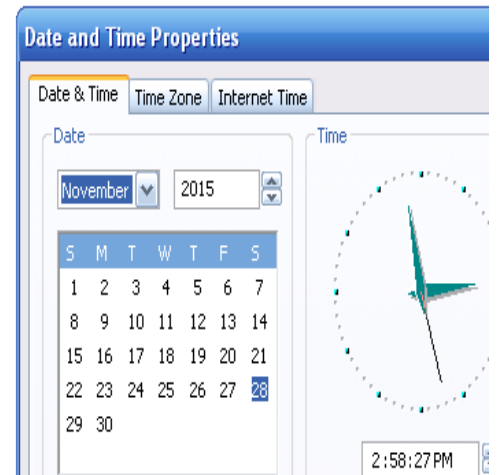 Date and Time Properties
Date & Time Time Zone Internet Time
Date Time
November 2015
S M T W T F S
1 2 3 4 5 6 7
8 9 10 11 12 13 14
15 16 17 18 19 20 21
22 23 24 25 26 27 28
29 30
2:58:27 PM